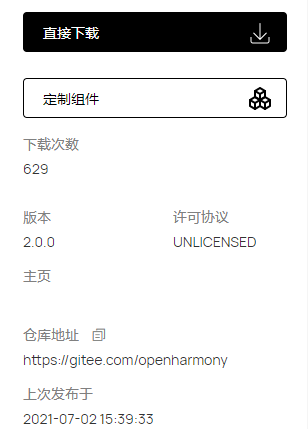 直接下载
定制组件
下载次数
629
版本 许可协议
2.0.0 UNLICENSED
主页
仓库地址
https://gitee.com/openharmony
上次发布于
2021-07-02 15:39:33